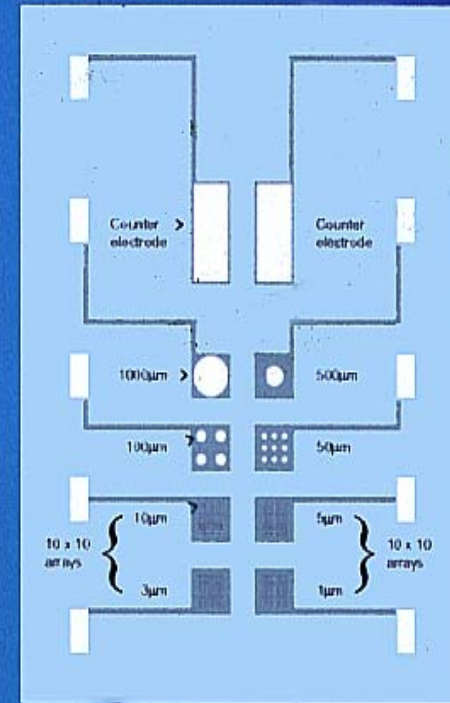 Counter
electrode
Counter
electrode
1000µm
500µm
100µm
50µm
10µm
5µm
10 x 10
arrays
10 x 10
arrays
3µm
1µm